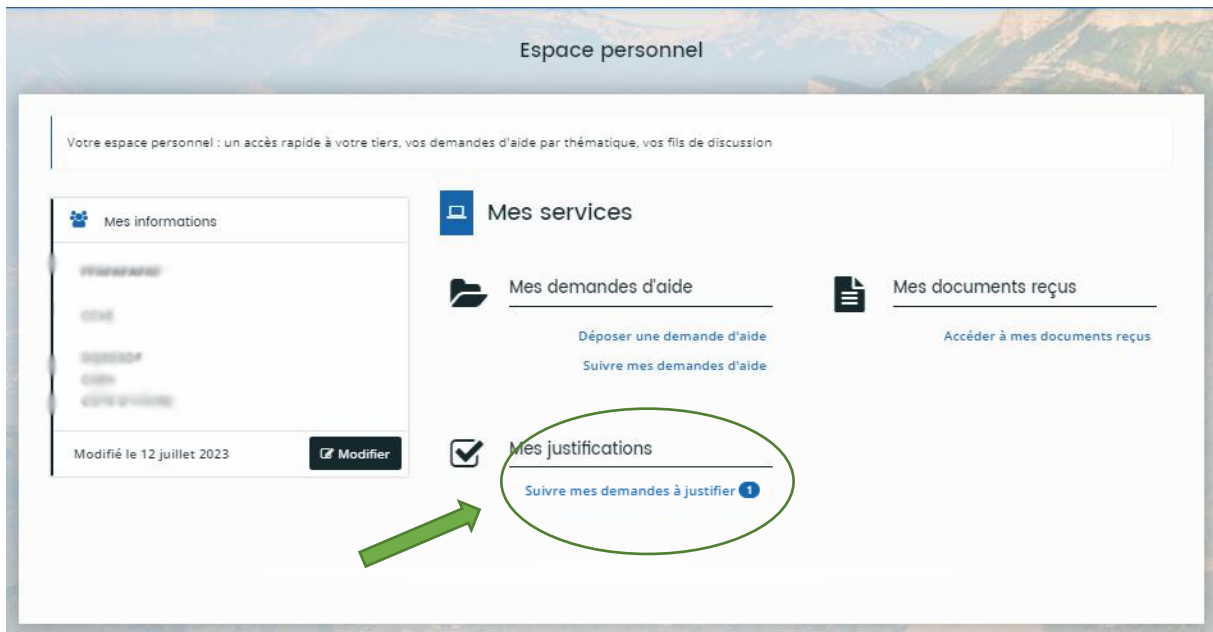 Espace personnel
Votre espace personnel : un accès rapide à votre tiers, vos demandes d'aide par thématique, vos fils de discussion
Mes informations
Modifié le 12 juillet 2023
Modifier
Mes services
Mes demandes d'aide
Déposer une demande d'aide
Suivre mes demandes d'aide
Mes documents reçus
Accéder à mes documents reçus
Mes justifications
Suivre mes demandes à justifier 1